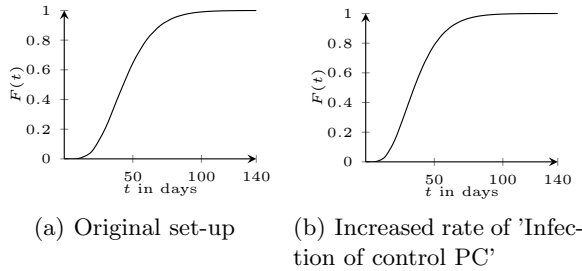 1
0.8
0.6
0.4
0.2
0
F(t)
50
100
140
t in days
(a) Original set-up
1
0.8
0.6
0.4
0.2
0
F(t)
50
100
140
t in days
(b) Increased rate of 'Infec-
tion of control PC'